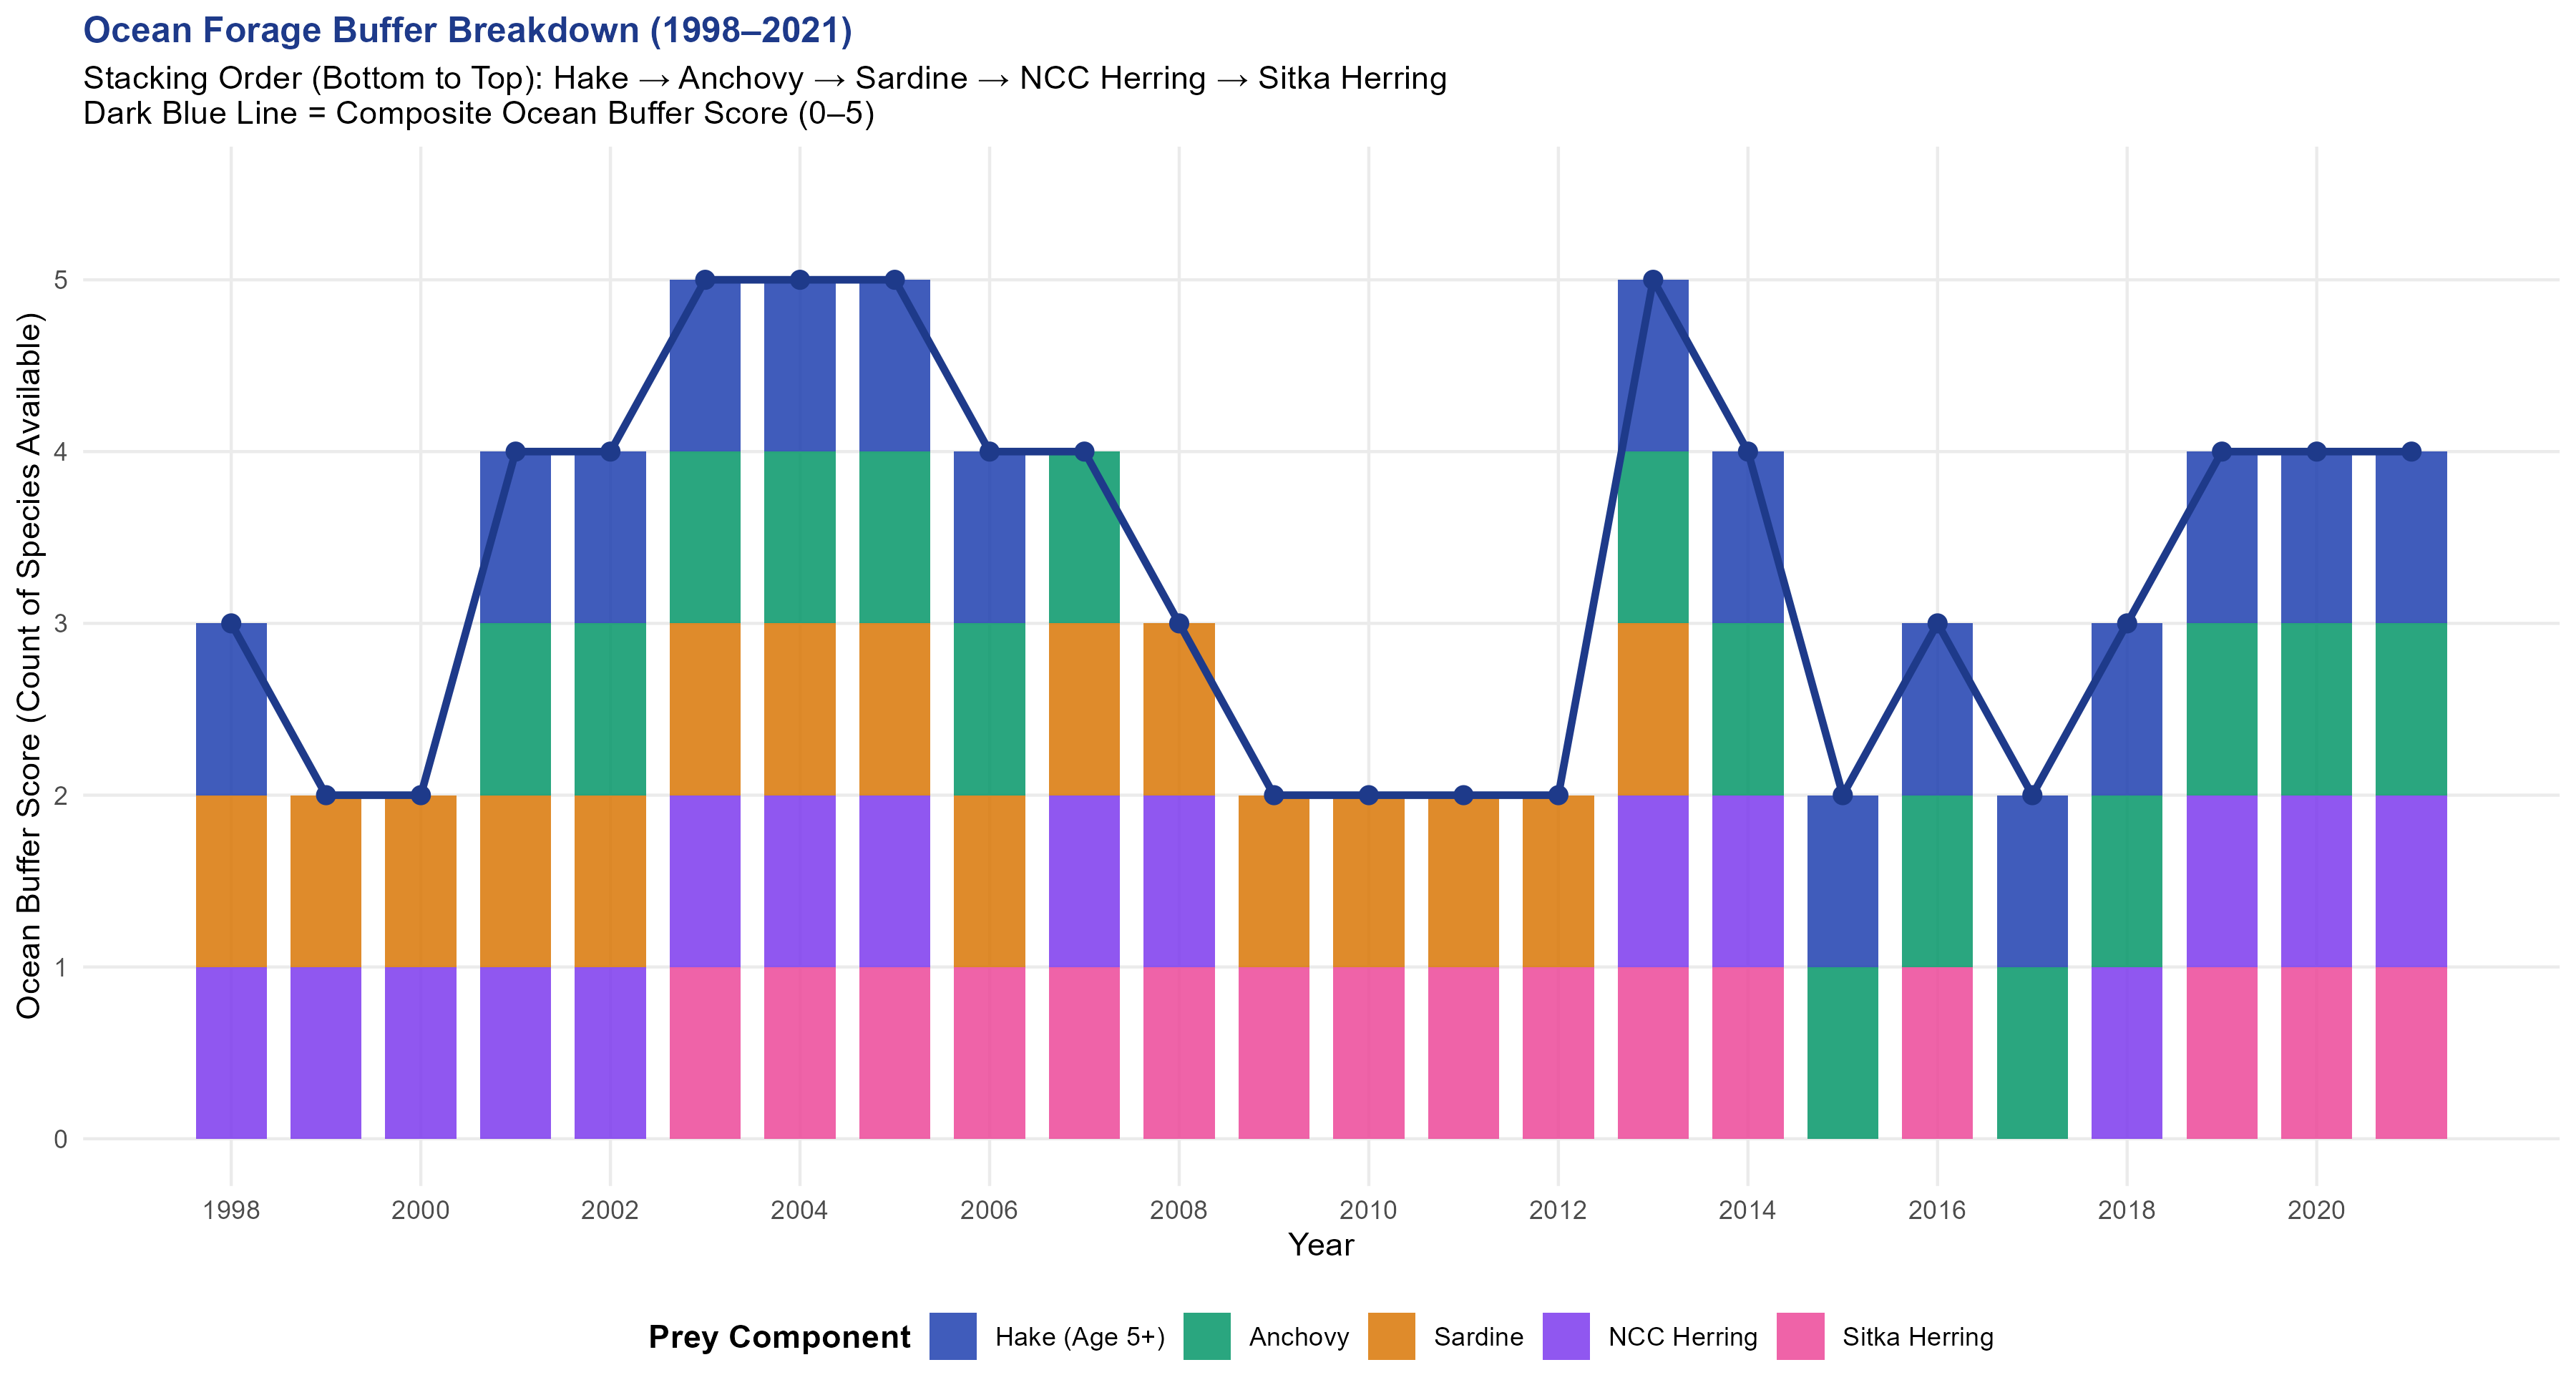 Ocean Forage Buffer Breakdown (1998–2021)
Stacking Order (Bottom to Top): Hake → Anchovy → Sardine → NCC Herring → Sitka Herring
Dark Blue Line = Composite Ocean Buffer Score (0–5)
Ocean Buffer Score (Count of Species Available)
5
4
3
2
1
0
1998 2000 2002 2004 2006 2008 2010 2012 2014 2016 2018 2020
Year
Prey Component Hake (Age 5+) Anchovy Sardine NCC Herring Sitka Herring